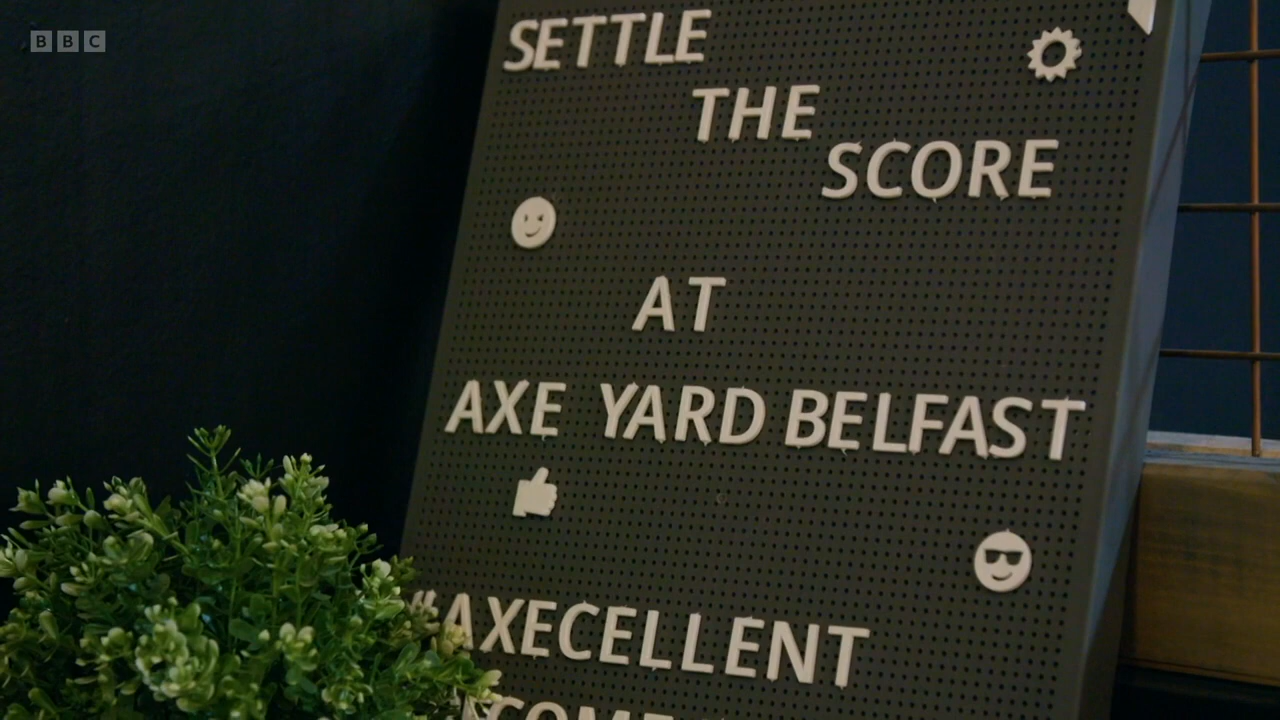 BBC
SETTLE
THE
SCORE
AT
AXE YARD BELFAST
#AXECELLENT